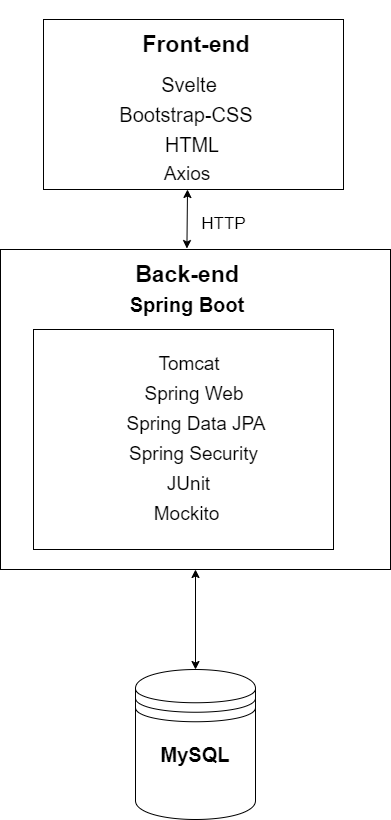 Front-end
Svelte
Bootstrap-CSS
HTML
Axios
HTTP
Back-end
Spring Boot
Tomcat
Spring Web
Spring Data JPA
Spring Security
JUnit
Mockito
MySQL